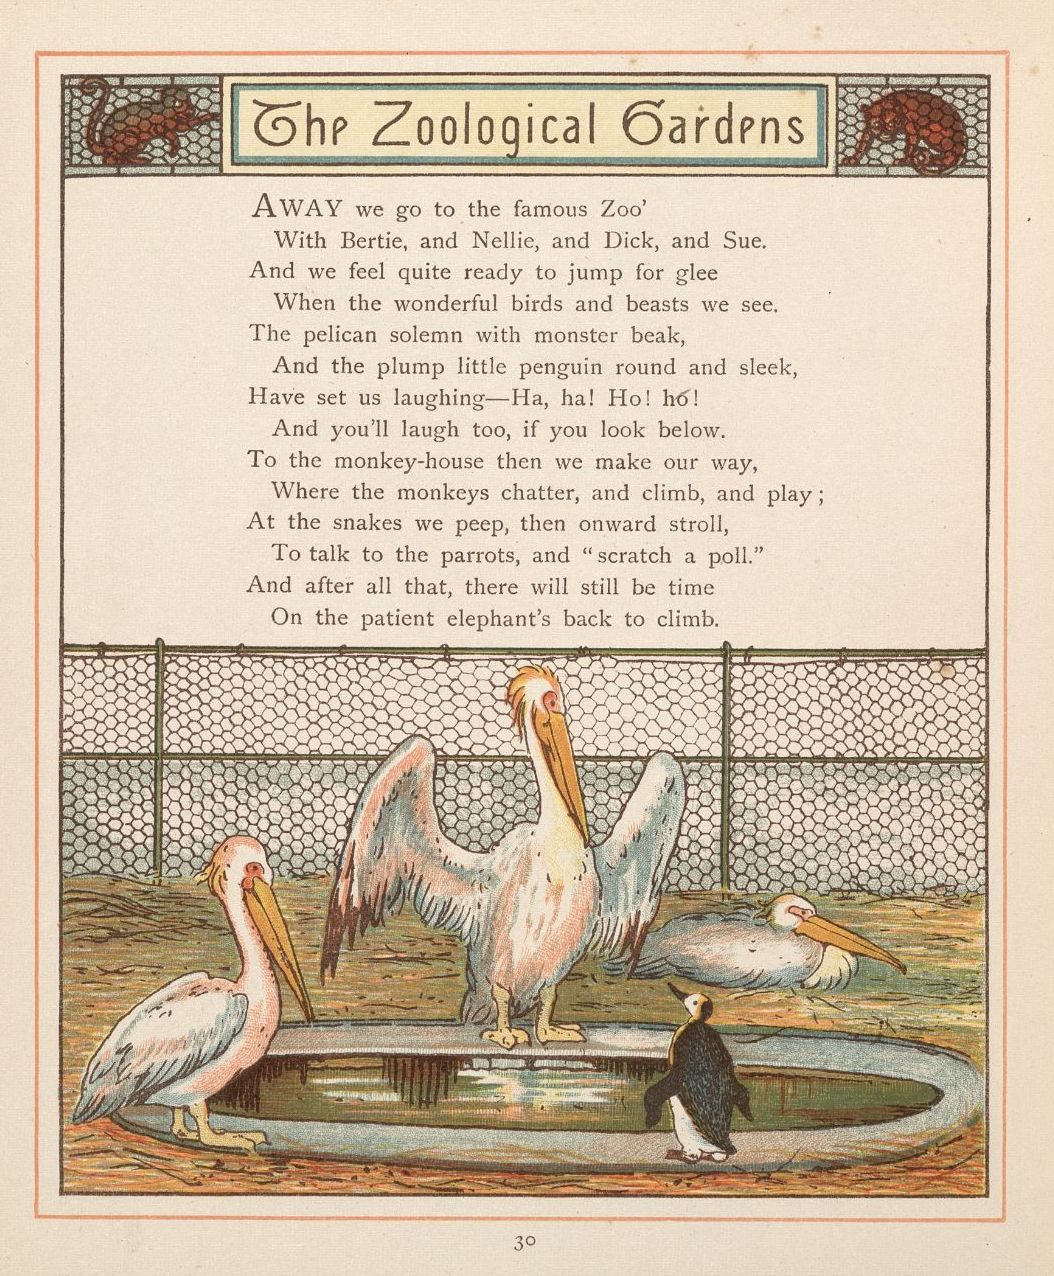 The Zoological Gardens
AWAY we go to the famous Zoo'
With Bertie, and Nellie, and Dick, and Sue.
And we feel quite ready to jump for glee
When the wonderful birds and beasts we see.
The pelican solemn with monster beak,
And the plump little penguin round and sleek,
Have set us laughing—Ha, ha! Ho! ho!
And you'll laugh too, if you look below.
To the monkey-house then we make our way,
Where the monkeys chatter, and climb, and play;
At the snakes we peep, then onward stroll,
To talk to the parrots, and "scratch a poll."
And after all that, there will still be time
On the patient elephant's back to climb.
30